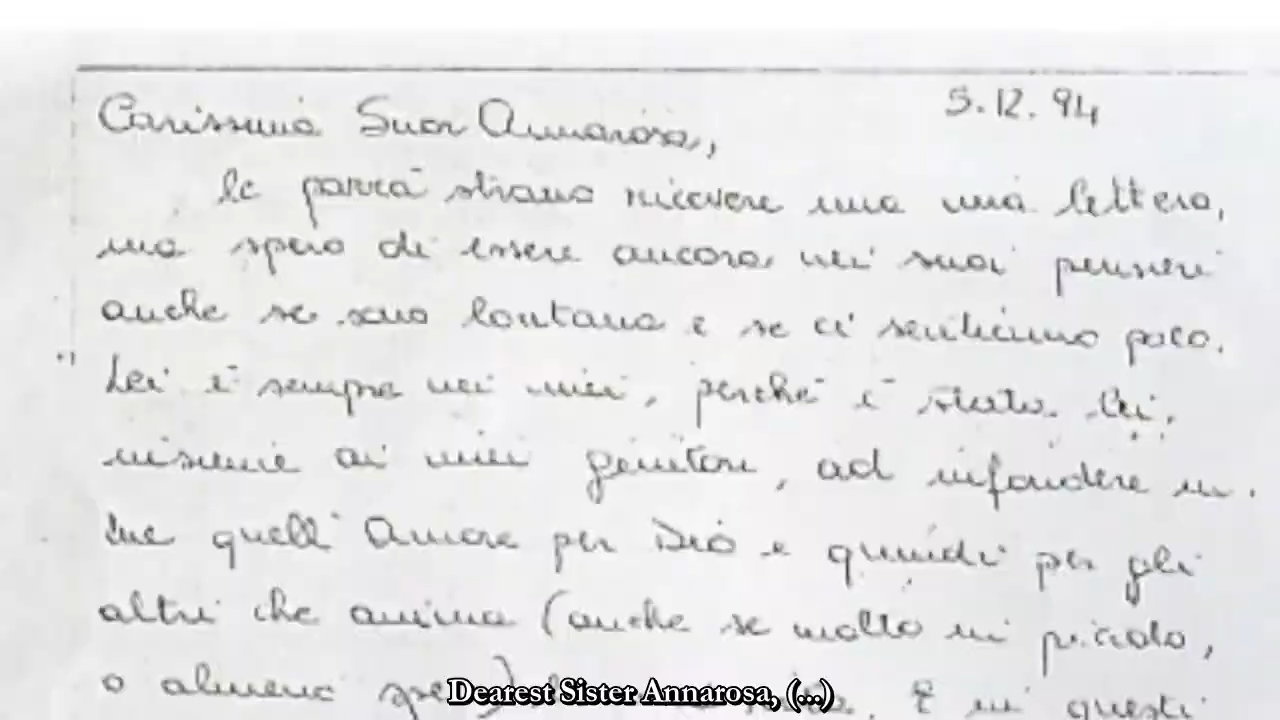 5.12.94
Carissima Suor Annarosa,
le parrà strano ricevere una mia lettera,
ma spero di essere ancora nei suoi pensieri
anche se sono lontana e se ci sentiamo poco.
Lei è sempre nei miei, perchè è stata lei,
insieme ai miei genitori, ad infondere in
me quell'Amore per Dio e quindi per gli
altri che anima (anche se molto in piccolo,
o almeno E in questi
Dearest Sister Annarosa, (...)